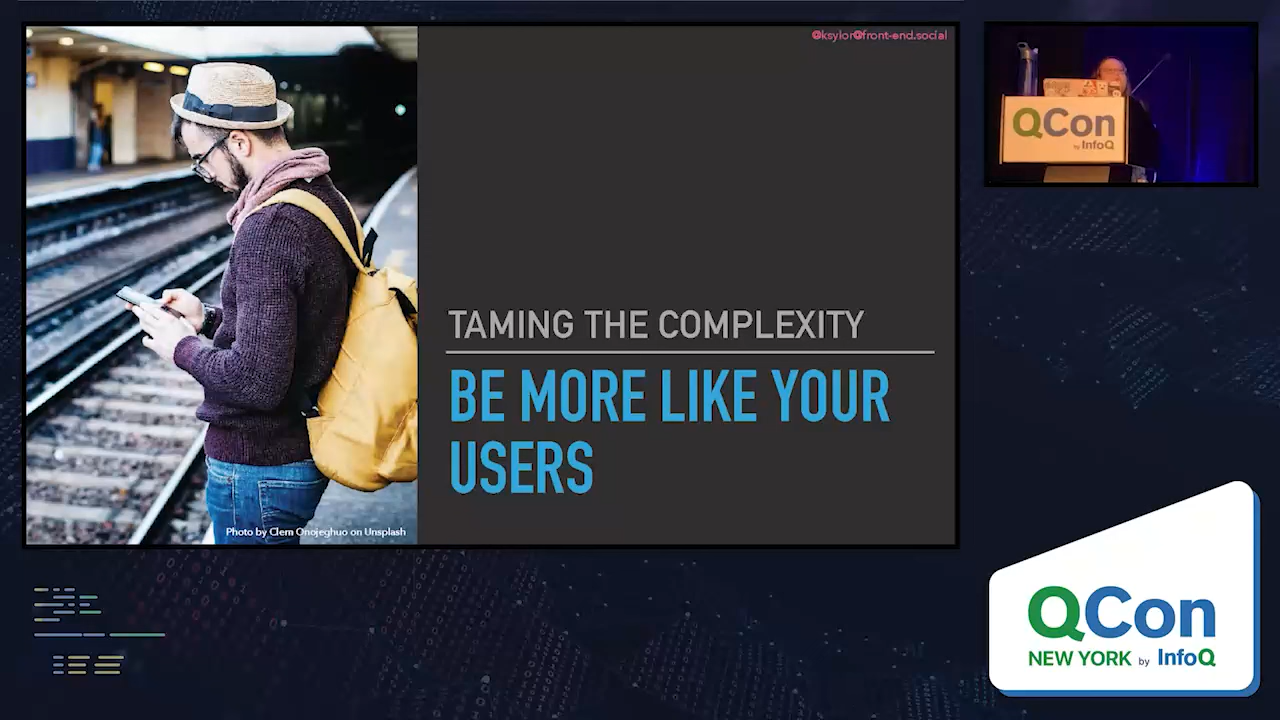 @ksylor@front-end.social
TAMING THE COMPLEXITY
BE MORE LIKE YOUR
USERS
Photo by Clem Onojeghuo on Unsplash
QCon
by InfoQ
QCon
NEW YORK by InfoQ